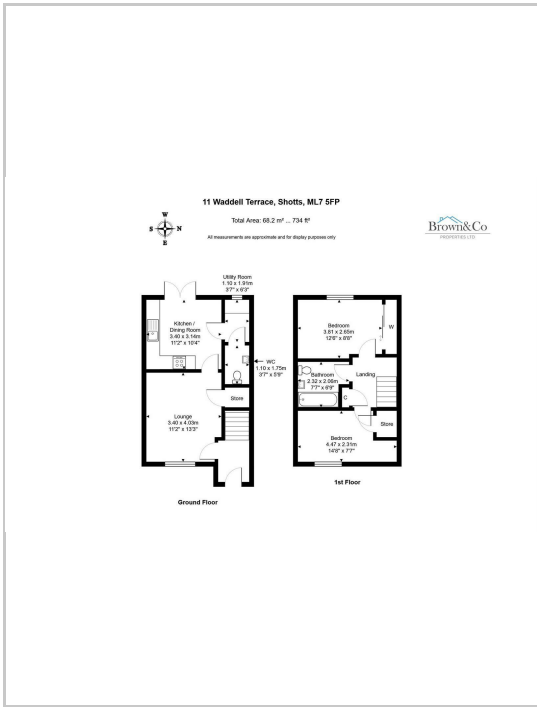 11 Waddell Terrace, Shotts, ML7 5FP
Total Area: 68.2 m² ... 734 ft²
All measurements are approximate and for display purposes only
W
S
N
E
Brown&Co
PROPERTIES LTD
Utility Room
1.10 x 1.91m
3'7" x 6'3"
Kitchen /
Dining Room
3.40 x 3.14m
11'2" x 10'4"
WC
1.10 x 1.75m
3'7" x 5'9"
Store
Lounge
3.40 x 4.03m
11'2" x 13'3"
Ground Floor
Bedroom
3.81 x 2.65m
12'6" x 8'8"
W
Bathroom
2.32 x 2.06m
7'7" x 6'9"
Landing
C
Store
Bedroom
4.47 x 2.31m
14'8" x 7'7"
1st Floor